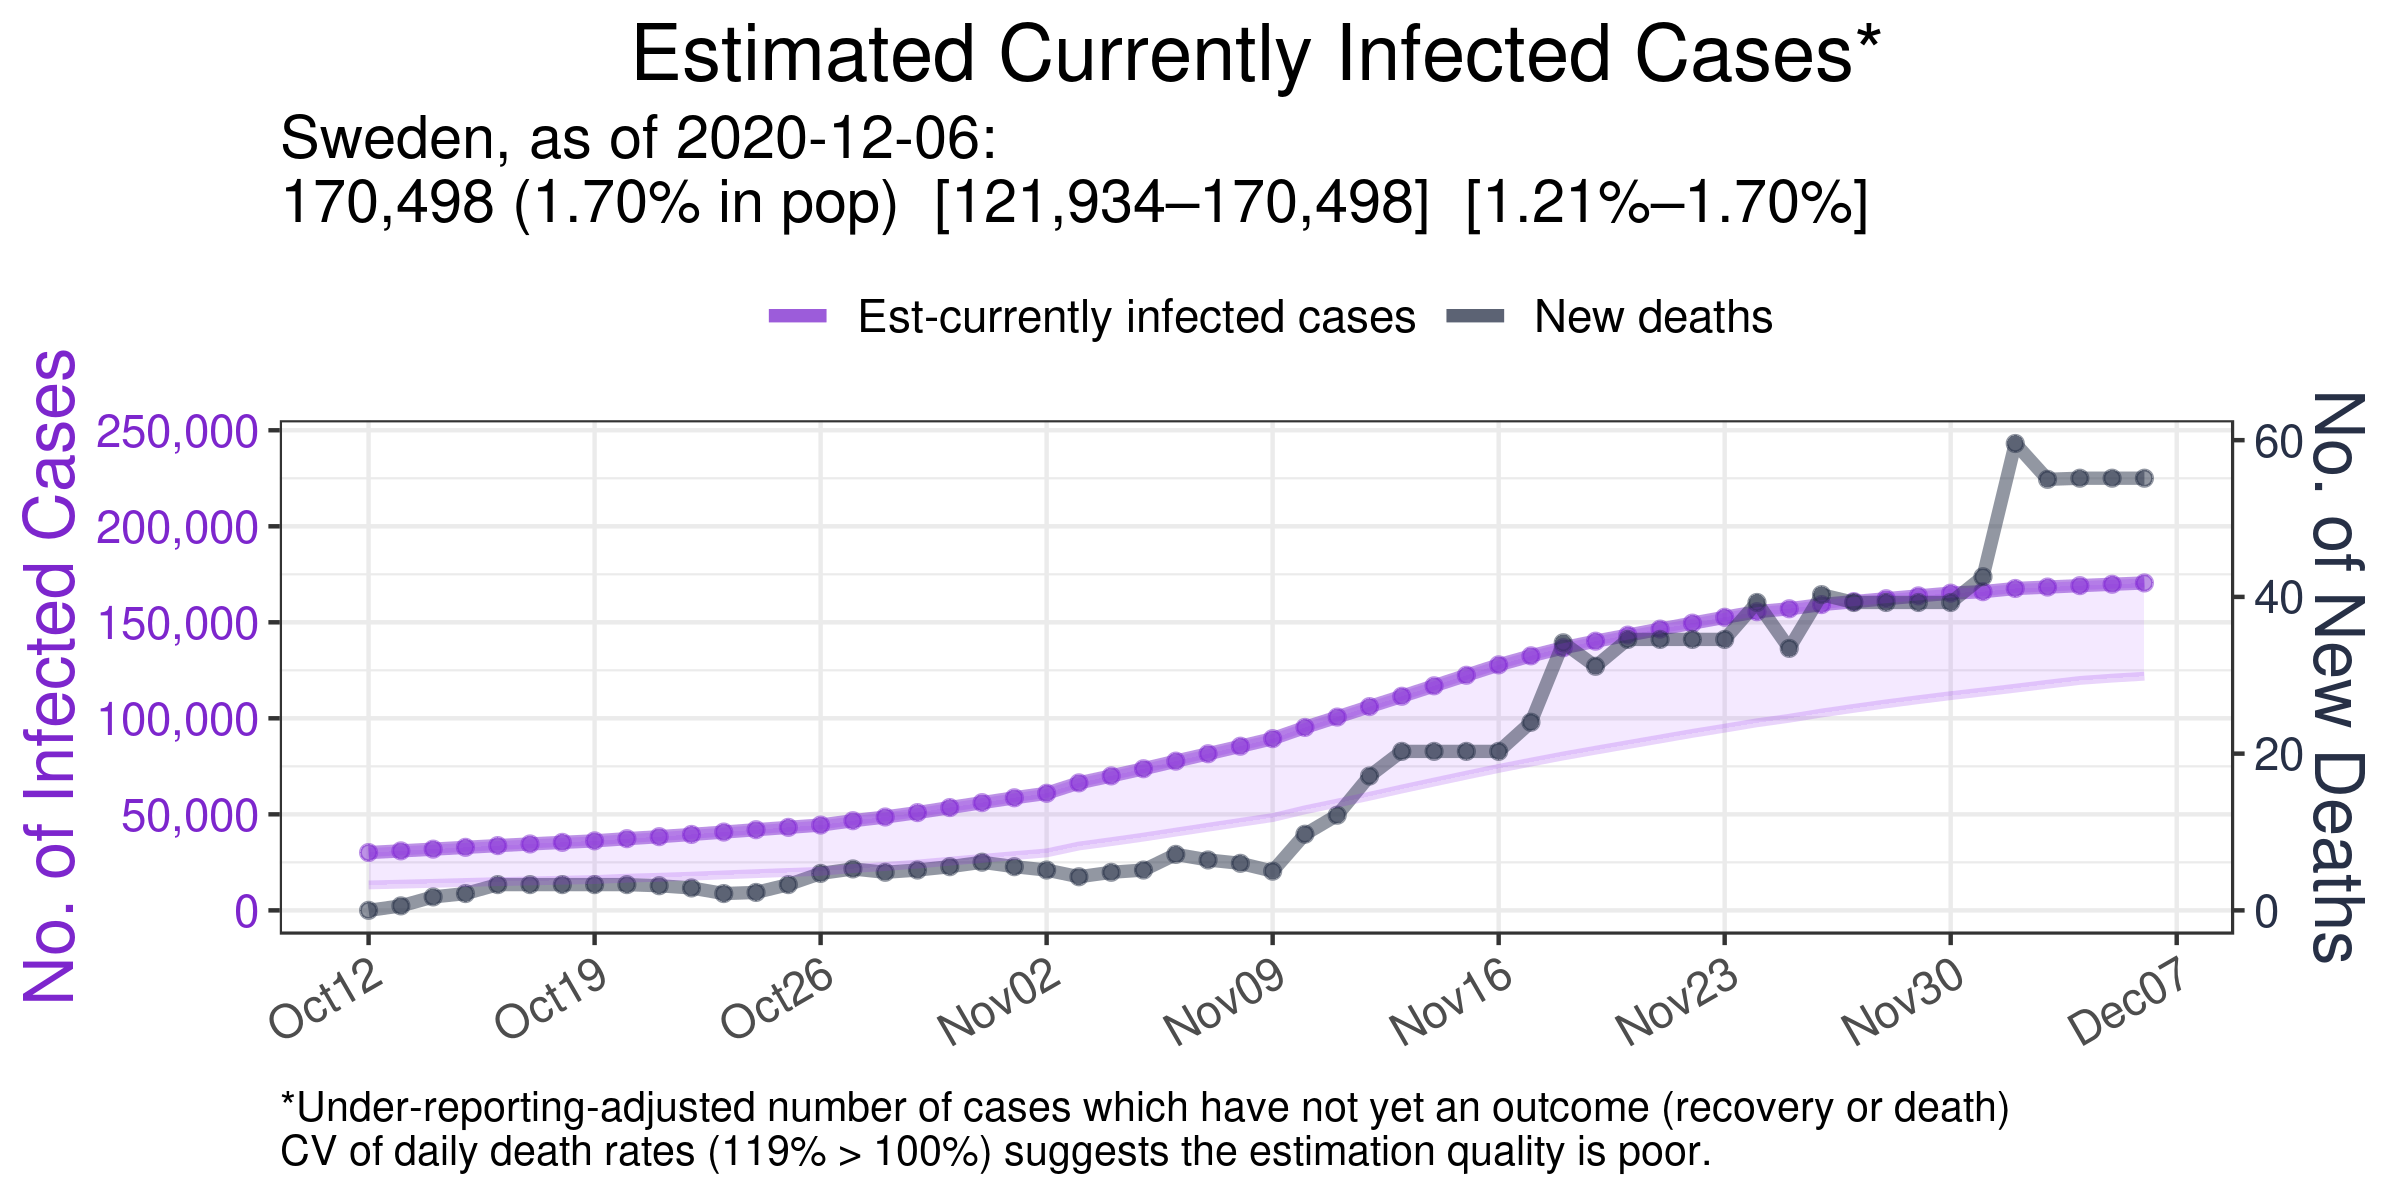 Estimated Currently Infected Cases*
Sweden, as of 2020-12-06:
170,498 (1.70% in pop)  [121,934–170,498]  [1.21%–1.70%]
Est-currently infected cases
New deaths
No. of Infected Cases
250,000
200,000
150,000
100,000
50,000
0
60
40
20
0
No. of New Deaths
Oct12
Oct19
Oct26
Nov02
Nov09
Nov16
Nov23
Nov30
Dec07
*Under-reporting-adjusted number of cases which have not yet an outcome (recovery or death)
CV of daily death rates (119% > 100%) suggests the estimation quality is poor.